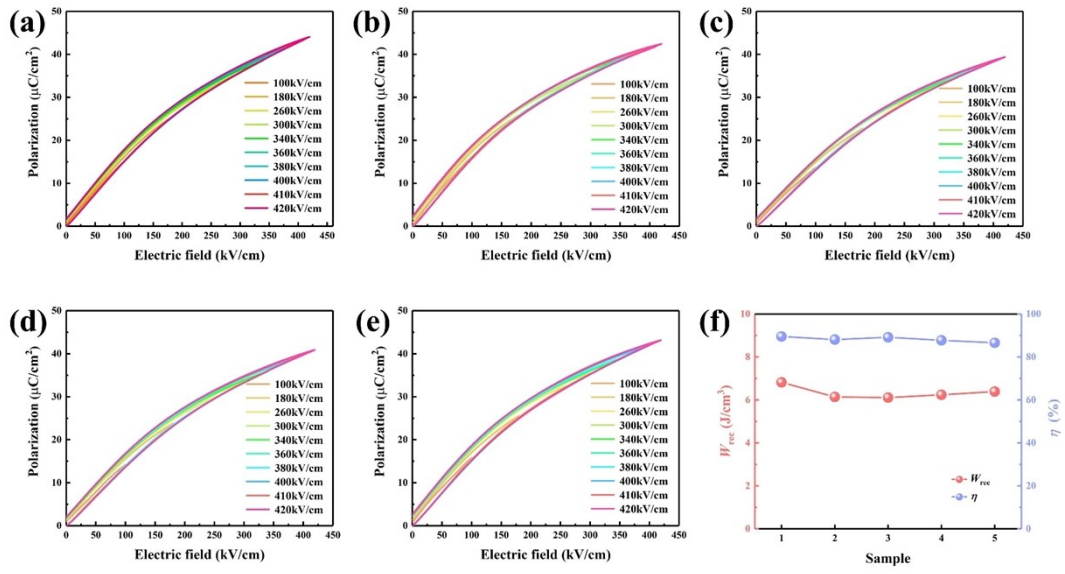 (a)
Polarization (μC/cm²)
50
40
30
20
10
0
100kV/cm
180kV/cm
260kV/cm
300kV/cm
340kV/cm
360kV/cm
380kV/cm
400kV/cm
410kV/cm
420kV/cm
0 50 100 150 200 250 300 350 400 450
Electric field (kV/cm)
(b)
Polarization (μC/cm²)
50
40
30
20
10
0
100kV/cm
180kV/cm
260kV/cm
300kV/cm
340kV/cm
360kV/cm
380kV/cm
400kV/cm
410kV/cm
420kV/cm
0 50 100 150 200 250 300 350 400 450
Electric field (kV/cm)
(c)
Polarization (μC/cm²)
50
40
30
20
10
0
100kV/cm
180kV/cm
260kV/cm
300kV/cm
340kV/cm
360kV/cm
380kV/cm
400kV/cm
410kV/cm
420kV/cm
0 50 100 150 200 250 300 350 400 450
Electric field (kV/cm)
(d)
Polarization (μC/cm²)
50
40
30
20
10
0
100kV/cm
180kV/cm
260kV/cm
300kV/cm
340kV/cm
360kV/cm
380kV/cm
400kV/cm
410kV/cm
420kV/cm
0 50 100 150 200 250 300 350 400 450
Electric field (kV/cm)
(e)
Polarization (μC/cm²)
50
40
30
20
10
0
100kV/cm
180kV/cm
260kV/cm
300kV/cm
340kV/cm
360kV/cm
380kV/cm
400kV/cm
410kV/cm
420kV/cm
0 50 100 150 200 250 300 350 400 450
Electric field (kV/cm)
(f)
W_rec (J/cm³)
10
8
6
4
2
0
W_rec
η
100
80
60
40
20
0
η (%)
1 2 3 4 5
Sample